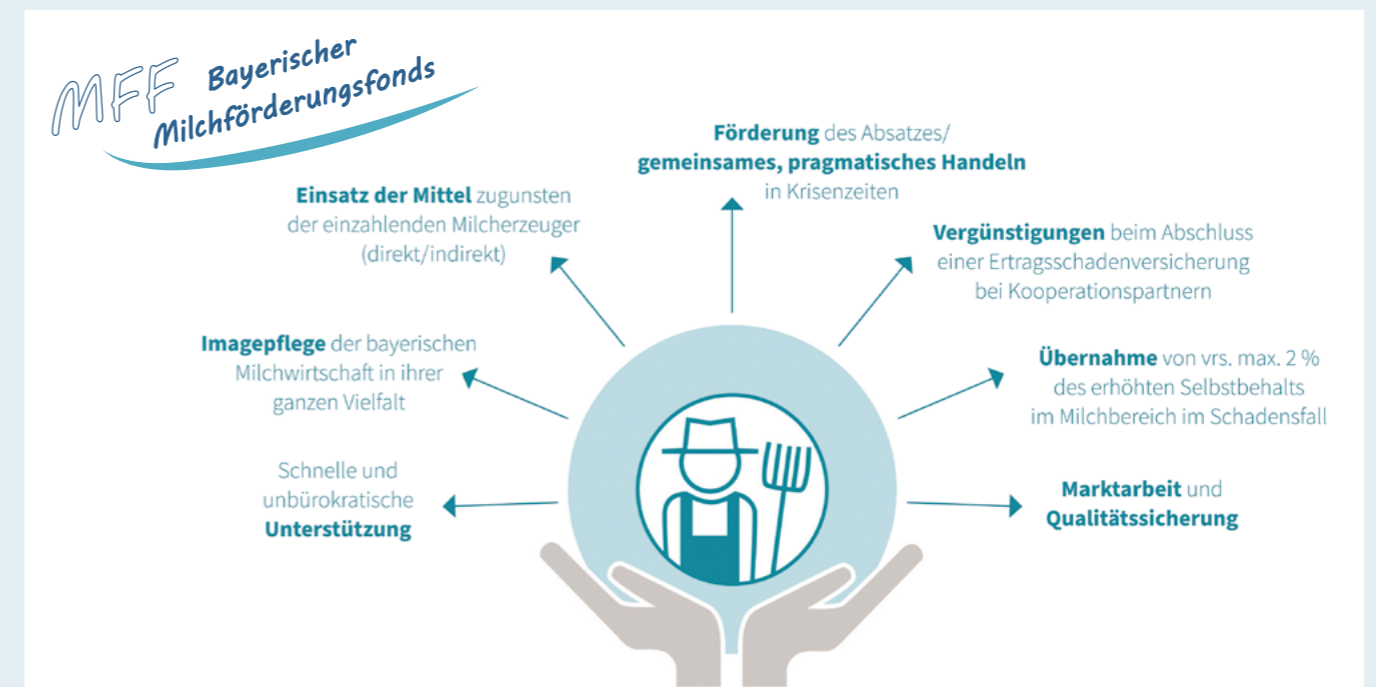 MFF Bayerischer
Milchförderungsfonds
Förderung des Absatzes/
gemeinsames, pragmatisches Handeln
in Krisenzeiten
Einsatz der Mittel zugunsten
der einzahlenden Milcherzeuger
(direkt/indirekt)
Vergünstigungen beim Abschluss
einer Ertragsschadenversicherung
bei Kooperationspartnern
Imagepflege der bayerischen
Milchwirtschaft in ihrer
ganzen Vielfalt
Übernahme von vrs. max. 2 %
des erhöhten Selbstbehalts
im Milchbereich im Schadensfall
Schnelle und
unbürokratische
Unterstützung
Marktarbeit und
Qualitätssicherung